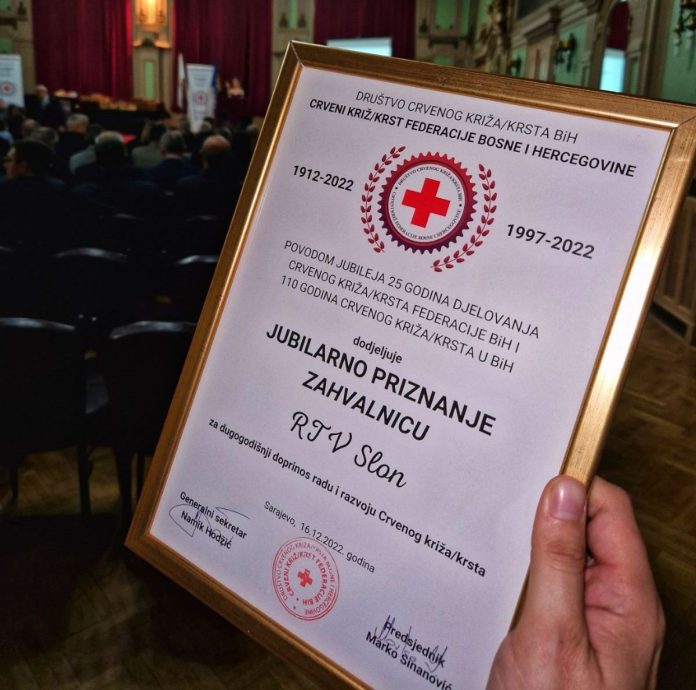 DRUŠTVO CRVENOG KRIŽA/KRSTA BiH
CRVENI KRIŽ/KRST FEDERACIJE BOSNE I HERCEGOVINE
1912-2022
1997-2022
POVODOM JUBILEJA 25 GODINA DJELOVANJA
CRVENOG KRIŽA/KRSTA FEDERACIJE BiH I
110 GODINA CRVENOG KRIŽA/KRSTA U BiH
dodjeljuje
JUBILARNO PRIZNANJE
ZAHVALNICU
RTV Slon
za dugogodišnji doprinos radu i razvoju Crvenog križa/krsta
Sarajevo, 16.12.2022. godina
Generalni sekretar
Namik Hodžić
Predsjednik
Marko Sinanović